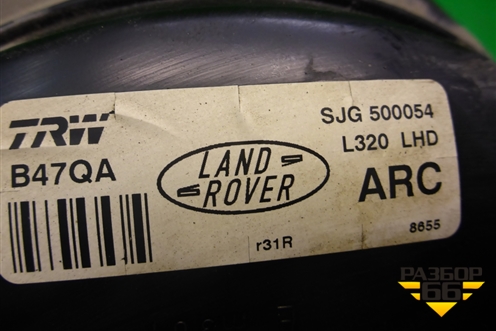 TRW
B47QA
LAND
ROVER
r31R
SJG 500054
L320 LHD
ARC
8655
РАЗБОР
66